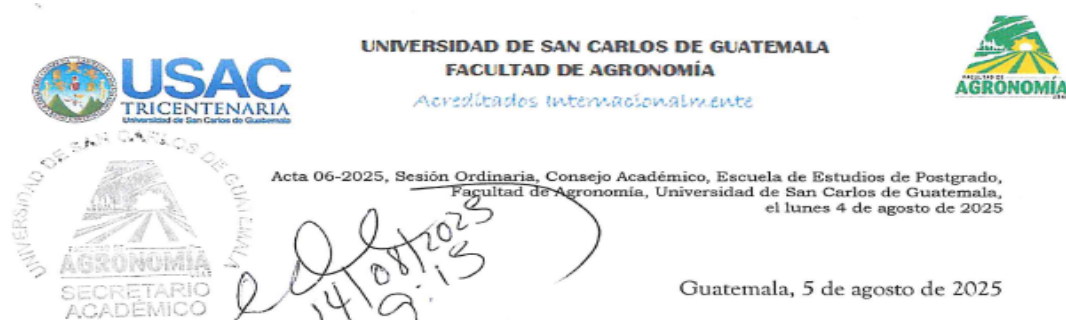 UNIVERSIDAD DE SAN CARLOS DE GUATEMALA
FACULTAD DE AGRONOMÍA
Acreditados Internacionalmente
USAC
TRICENTENARIA
Universidad de San Carlos de Guatemala
FACULTAD DE
AGRONOMÍA
UNIVERSIDAD DE SAN CARLOS DE GUATEMALA
AGRONOMIA
SECRETARIO
ACADÉMICO
Acta 06-2025, Sesión Ordinaria, Consejo Académico, Escuela de Estudios de Postgrado,
Facultad de Agronomía, Universidad de San Carlos de Guatemala,
el lunes 4 de agosto de 2025
14/08/2025
9:15
Guatemala, 5 de agosto de 2025